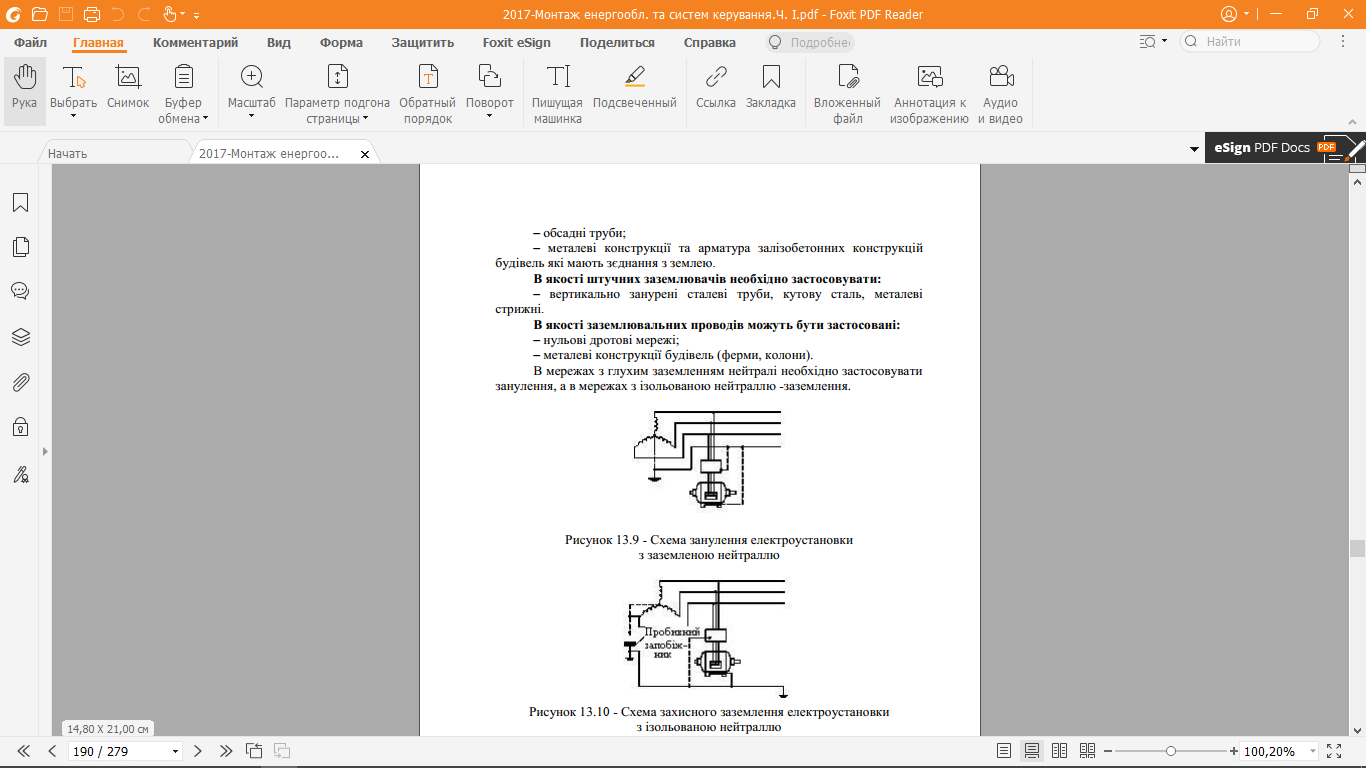 2017-Монтаж енергообл. та систем керування.Ч. I.pdf - Foxit PDF Reader
Файл Главная Комментарий Вид Форма Защитить Foxit eSign Поделиться Справка Подробнее Найти
Рука Выбрать Снимок Буфер обмена Масштаб Параметр подгона страницы Обратный порядок Поворот Пишущая машинка Подсвеченный Ссылка Закладка Вложенный файл Аннотация к изображению Аудио и видео
Начать 2017-Монтаж енергоо... eSign PDF Docs PDF
– обсадні труби;
– металеві конструкції та арматура залізобетонних конструкцій
будівель які мають зєднання з землею.
В якості штучних заземлювачів необхідно застосовувати:
– вертикально занурені сталеві труби, кутову сталь, металеві
стрижні.
В якості заземлювальних проводів можуть бути застосовані:
– нульові дротові мережі;
– металеві конструкції будівель (ферми, колони).
В мережах з глухим заземленням нейтралі необхідно застосовувати
занулення, а в мережах з ізольованою нейтраллю -заземлення.
Рисунок 13.9 - Схема занулення електроустановки
з заземленою нейтраллю
Пробивний
запобіж-
ник
Рисунок 13.10 - Схема захисного заземлення електроустановки
з ізольованою нейтраллю
14,80 X 21,00 см
190 / 279 100,20%